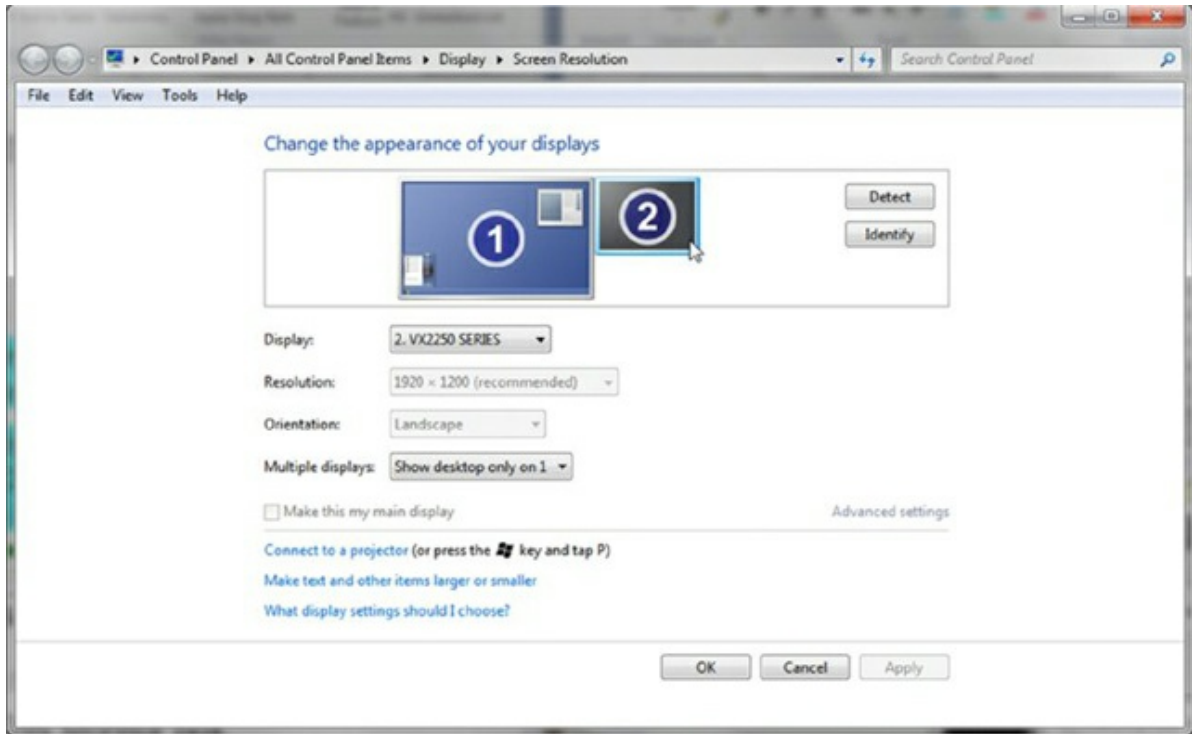 Control Panel All Control Panel Items Display Screen Resolution Search Control Panel
File Edit View Tools Help
Change the appearance of your displays
1 2
Detect
Identify
Display: 2. VX2250 SERIES
Resolution: 1920 × 1200 (recommended)
Orientation: Landscape
Multiple displays: Show desktop only on 1
Make this my main display Advanced settings
Connect to a projector (or press the key and tap P)
Make text and other items larger or smaller
What display settings should I choose?
OK Cancel Apply